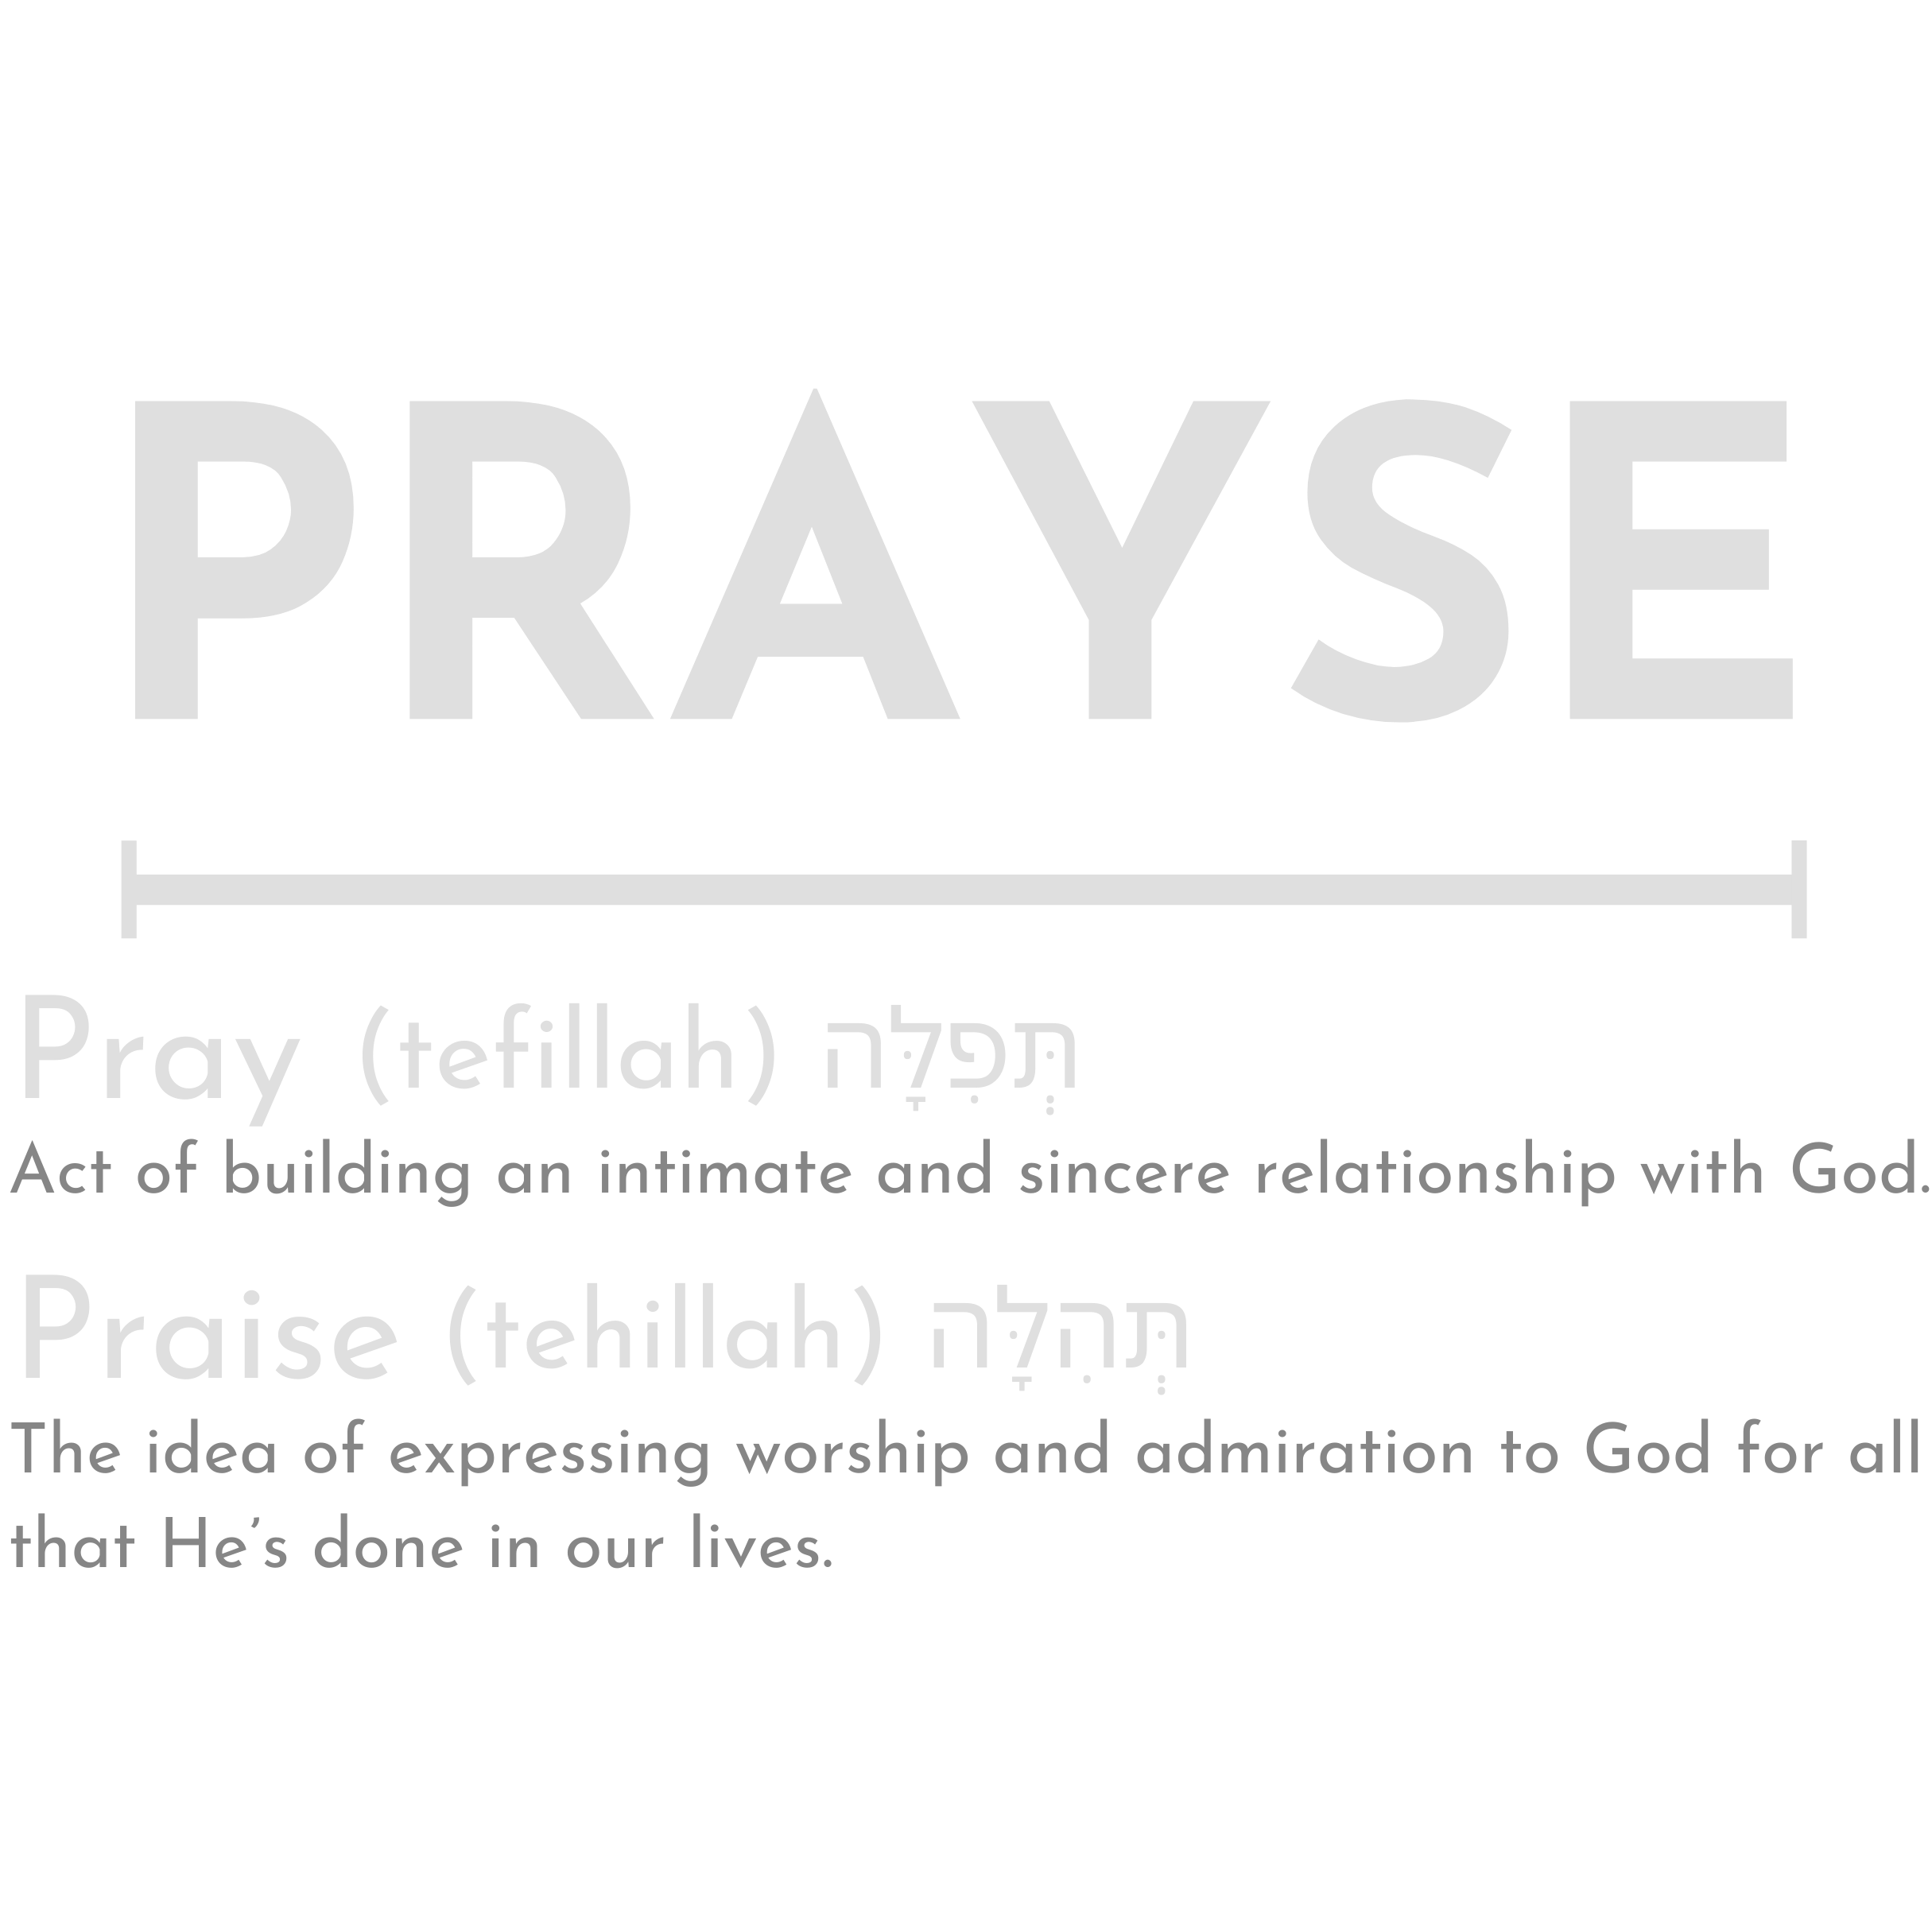 PRAYSE
Pray (tefillah) תְּפִלָּה
Act of building an intimate and sincere relationship with God.
Praise (tehillah) תְּהִלָּה
The idea of expressing worship and admiration to God for all
that He’s done in our lives.